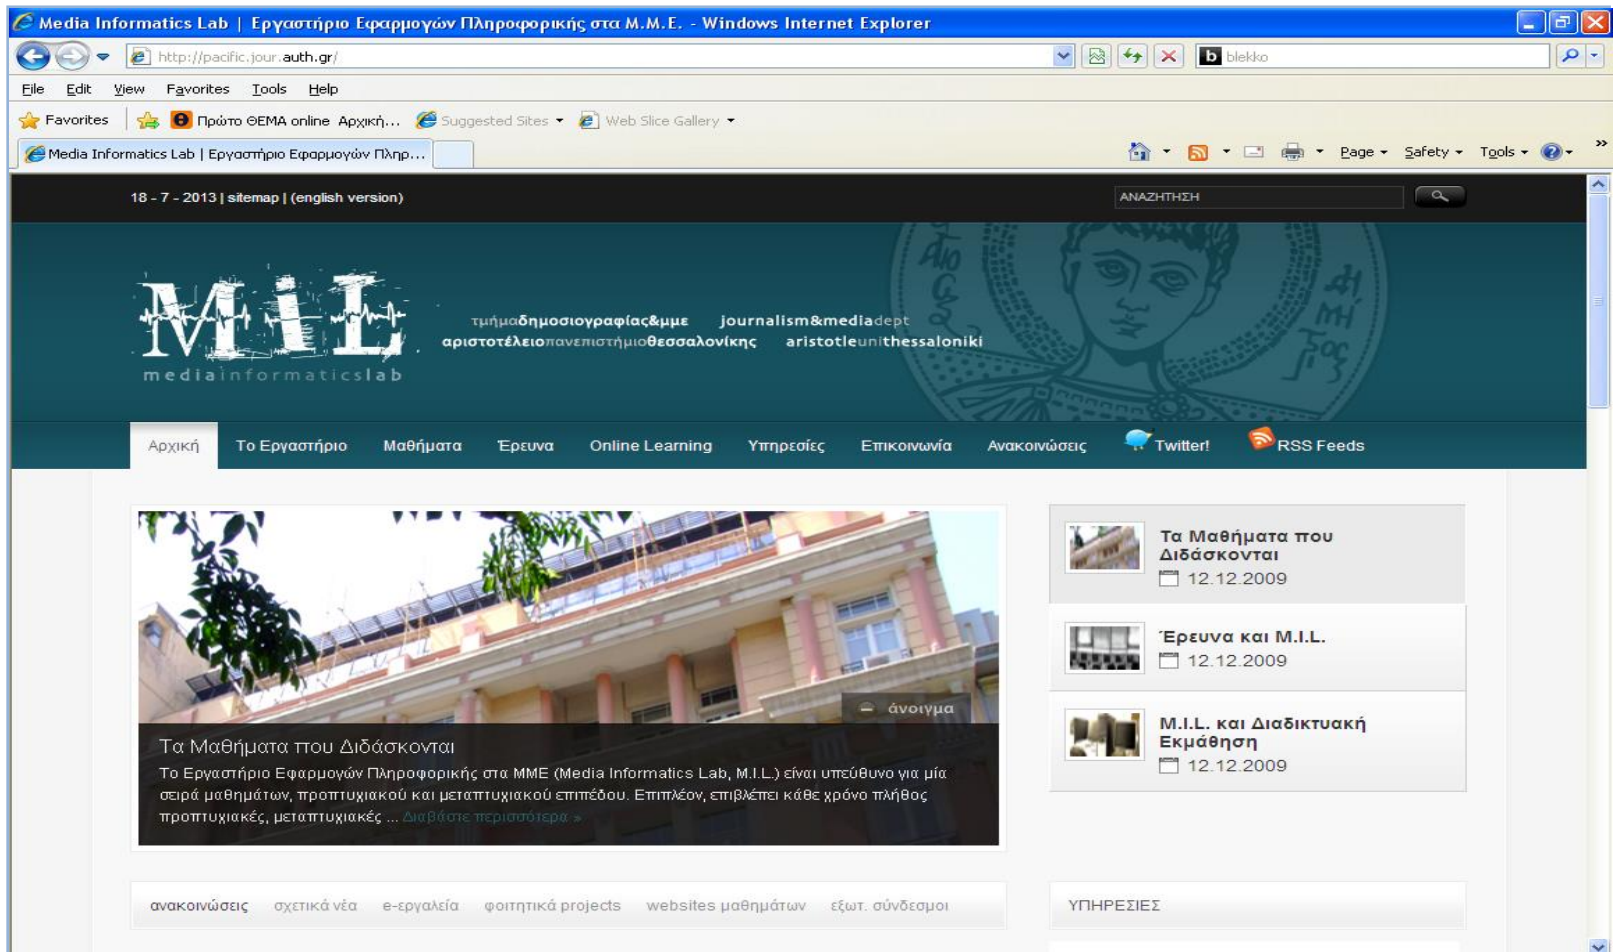 Media Informatics Lab | Εργαστήριο Εφαρμογών Πληροφορικής στα Μ.Μ.Ε. - Windows Internet Explorer
http://pacific.jour.auth.gr/
b blekko
File Edit View Favorites Tools Help
Favorites Πρώτο ΘΕΜΑ online Αρχική... Suggested Sites Web Slice Gallery
Media Informatics Lab | Εργαστήριο Εφαρμογών Πληρ... Page Safety Tools »
18 - 7 - 2013 | sitemap | (english version) ΑΝΑΖΗΤΗΣΗ
MiL
mediainformaticslab
τμήμαδημοσιογραφίας&μμε journalism&mediadept
αριστοτέλειοπανεπιστήμιοθεσσαλονίκης aristotleunithessaloniki
Αρχική Το Εργαστήριο Μαθήματα Έρευνα Online Learning Υπηρεσίες Επικοινωνία Ανακοινώσεις Twitter! RSS Feeds
άνοιγμα
Τα Μαθήματα που Διδάσκονται
Το Εργαστήριο Εφαρμογών Πληροφορικής στα ΜΜΕ (Media Informatics Lab, M.I.L.) είναι υπεύθυνο για μία
σειρά μαθημάτων, προπτυχιακού και μεταπτυχιακού επιπέδου. Επιπλέον, επιβλέπει κάθε χρόνο πλήθος
προπτυχιακές, μεταπτυχιακές ... Διαβάστε περισσότερα »
Τα Μαθήματα που
Διδάσκονται
12.12.2009
Έρευνα και M.I.L.
12.12.2009
M.I.L. και Διαδικτυακή
Εκμάθηση
12.12.2009
ανακοινώσεις σχετικά νέα e-εργαλεία φοιτητικά projects websites μαθημάτων εξωτ. σύνδεσμοι
ΥΠΗΡΕΣΙΕΣ